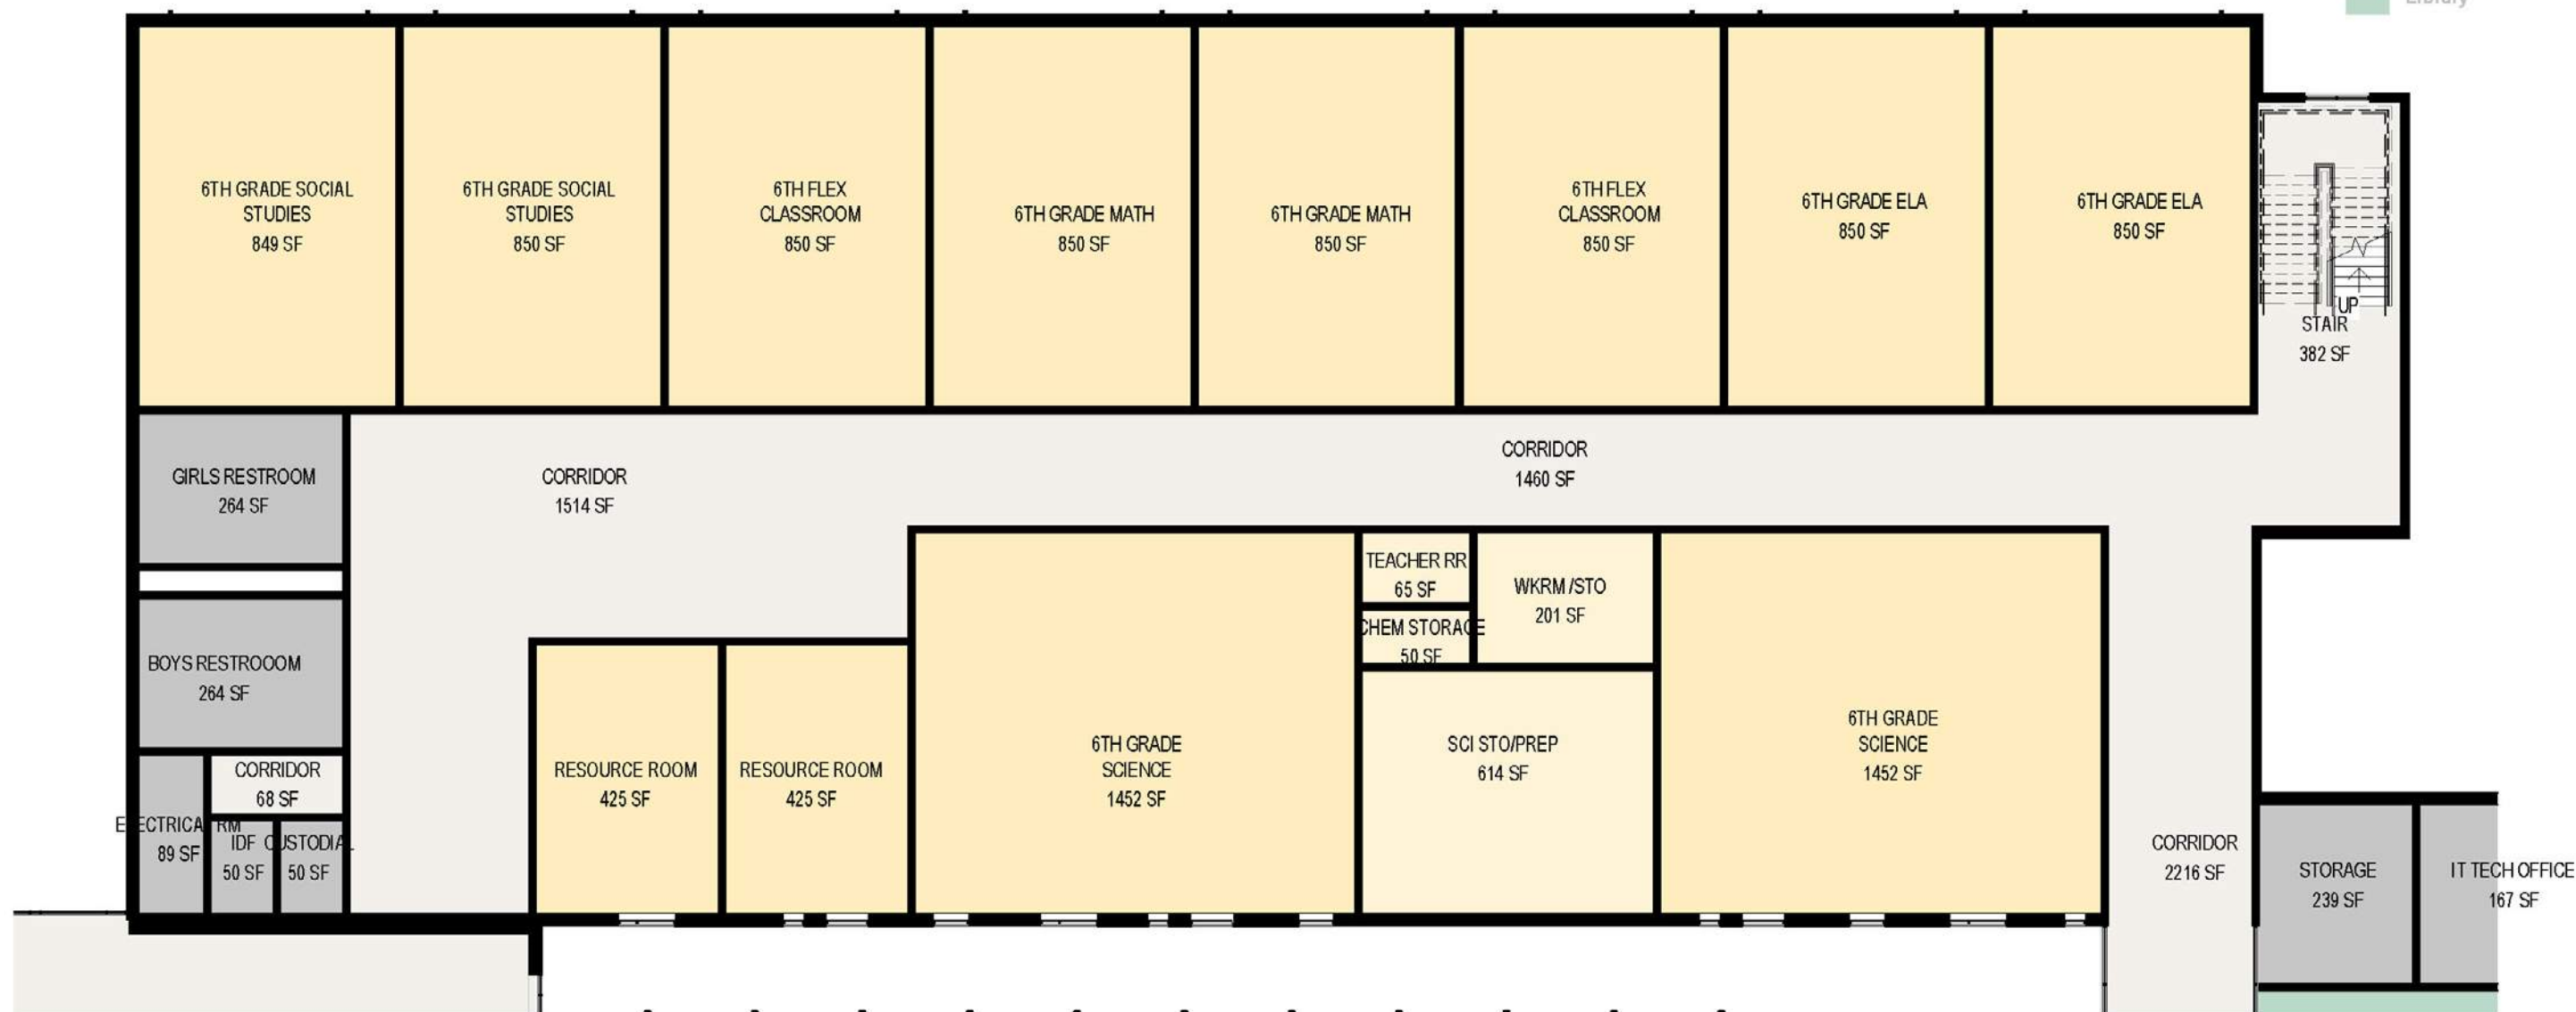 Library
6TH GRADE SOCIAL
STUDIES
849 SF
6TH GRADE SOCIAL
STUDIES
850 SF
6TH FLEX
CLASSROOM
850 SF
6TH GRADE MATH
850 SF
6TH GRADE MATH
850 SF
6TH FLEX
CLASSROOM
850 SF
6TH GRADE ELA
850 SF
6TH GRADE ELA
850 SF
UP
STAIR
382 SF
GIRLS RESTROOM
264 SF
CORRIDOR
1514 SF
CORRIDOR
1460 SF
TEACHER RR
65 SF
WKRM /STO
201 SF
CHEM STORAGE
50 SF
BOYS RESTROOOM
264 SF
CORRIDOR
68 SF
ELECTRICAL RM
89 SF
IDF
50 SF
CUSTODIAL
50 SF
RESOURCE ROOM
425 SF
RESOURCE ROOM
425 SF
6TH GRADE
SCIENCE
1452 SF
SCI STO/PREP
614 SF
6TH GRADE
SCIENCE
1452 SF
CORRIDOR
2216 SF
STORAGE
239 SF
IT TECH OFFICE
167 SF